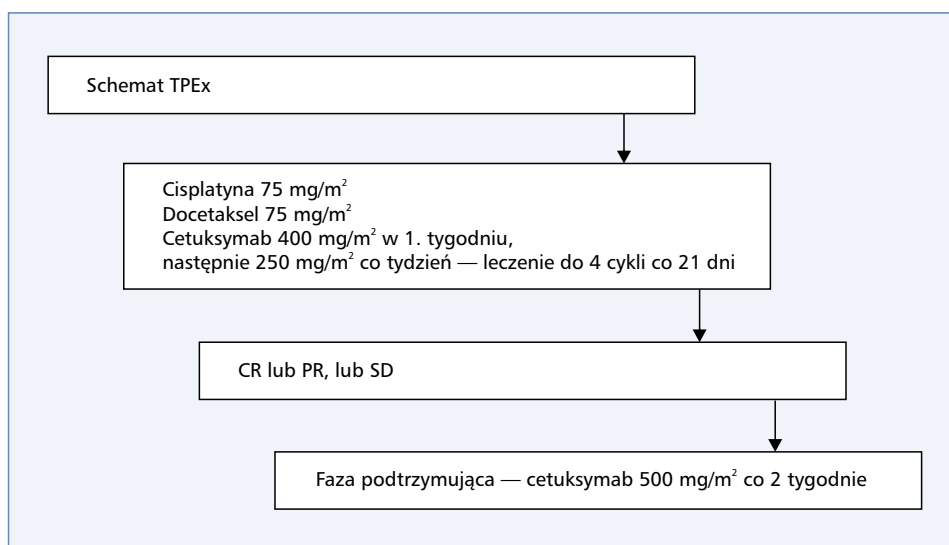 Schemat TPEx
Cisplatyna 75 mg/m²
Docetaksel 75 mg/m²
Cetuksymab 400 mg/m² w 1. tygodniu,
następnie 250 mg/m² co tydzień — leczenie do 4 cykli co 21 dni
CR lub PR, lub SD
Faza podtrzymująca — cetuksymab 500 mg/m² co 2 tygodnie